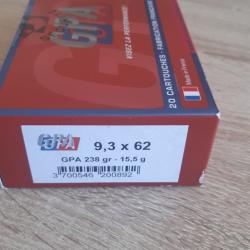 GPA
VISEZ LA PERFORMANCE!
20 CARTOUCHES - FABRICATION FRANÇAISE
Made in France
GPA
9,3 x 62
GPA 238 gr - 15,5 g
3 700546 200892